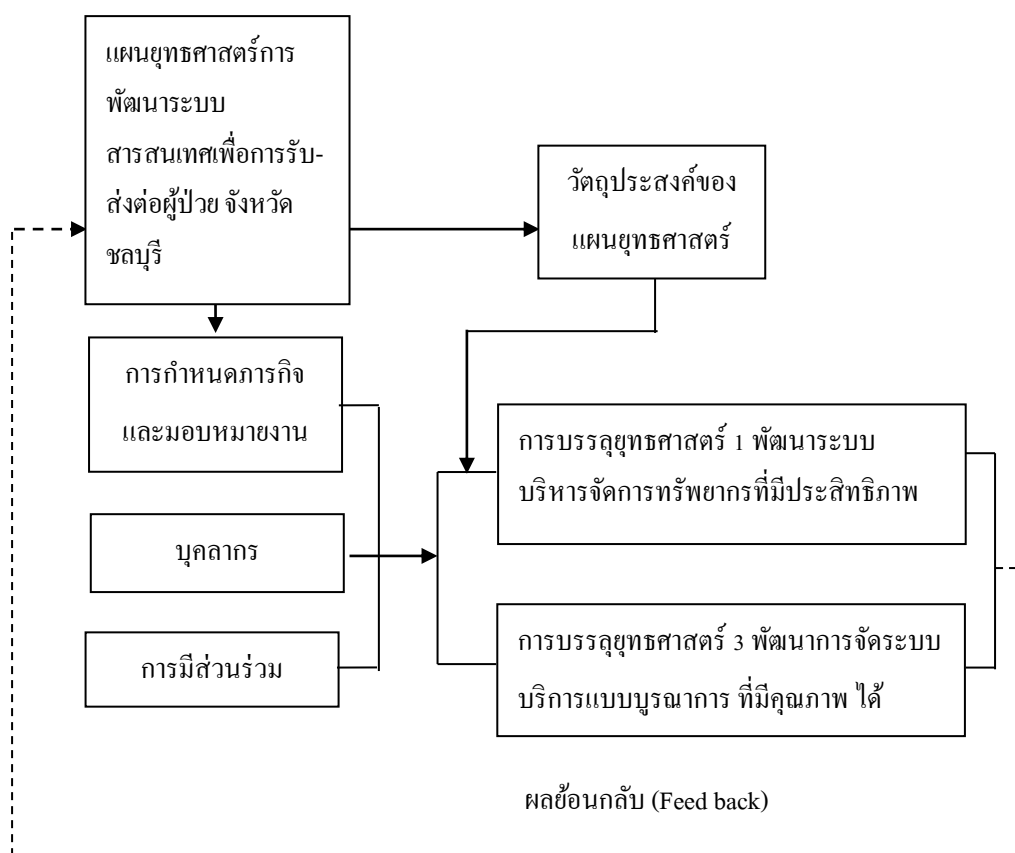 แผนยุทธศาสตร์การ
พัฒนาระบบ
สารสนเทศเพื่อการรับ-
ส่งต่อผู้ป่วย จังหวัด
ชลบุรี
วัตถุประสงค์ของ
แผนยุทธศาสตร์
การกำหนดภารกิจ
และมอบหมายงาน
การบรรลุยุทธศาสตร์ 1 พัฒนาระบบ
บริหารจัดการทรัพยากรที่มีประสิทธิภาพ
บุคลากร
การมีส่วนร่วม
การบรรลุยุทธศาสตร์ 3 พัฒนาการจัดระบบ
บริการแบบบูรณาการ ที่มีคุณภาพ ได้
ผลย้อนกลับ (Feed back)